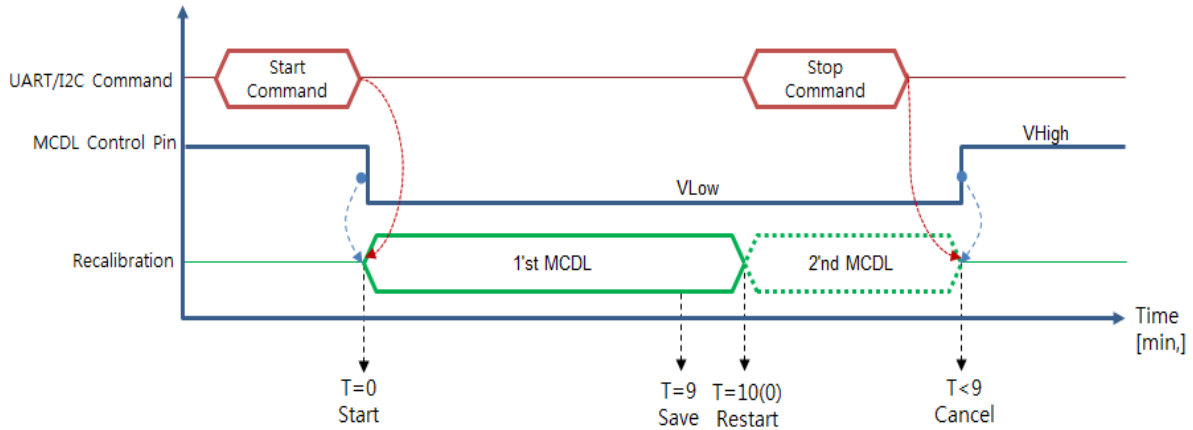 UART/I2C Command
Start
Command
Stop
Command
MCDL Control Pin
VHigh
VLow
Recalibration
1'st MCDL
2'nd MCDL
Time
[min,]
T=0
Start
T=9
Save
T=10(0)
Restart
T<9
Cancel